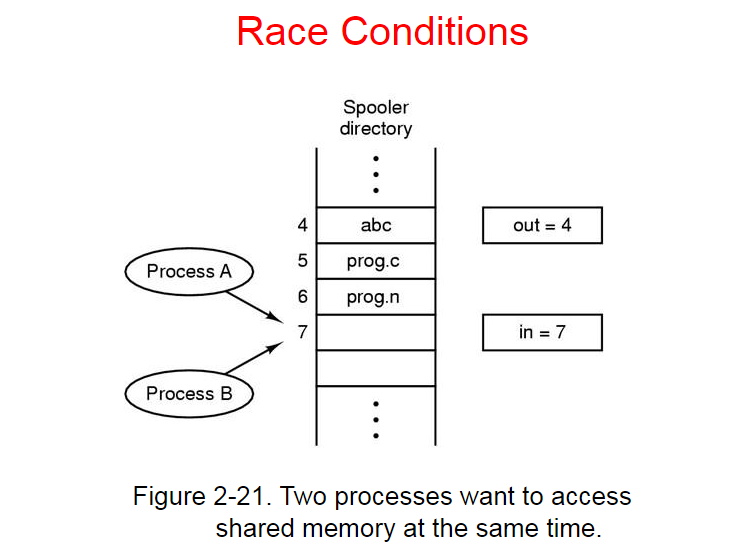 Race Conditions
Spooler
directory
4 abc out = 4
Process A 5 prog.c
6 prog.n
7 in = 7
Process B
Figure 2-21. Two processes want to access
shared memory at the same time.